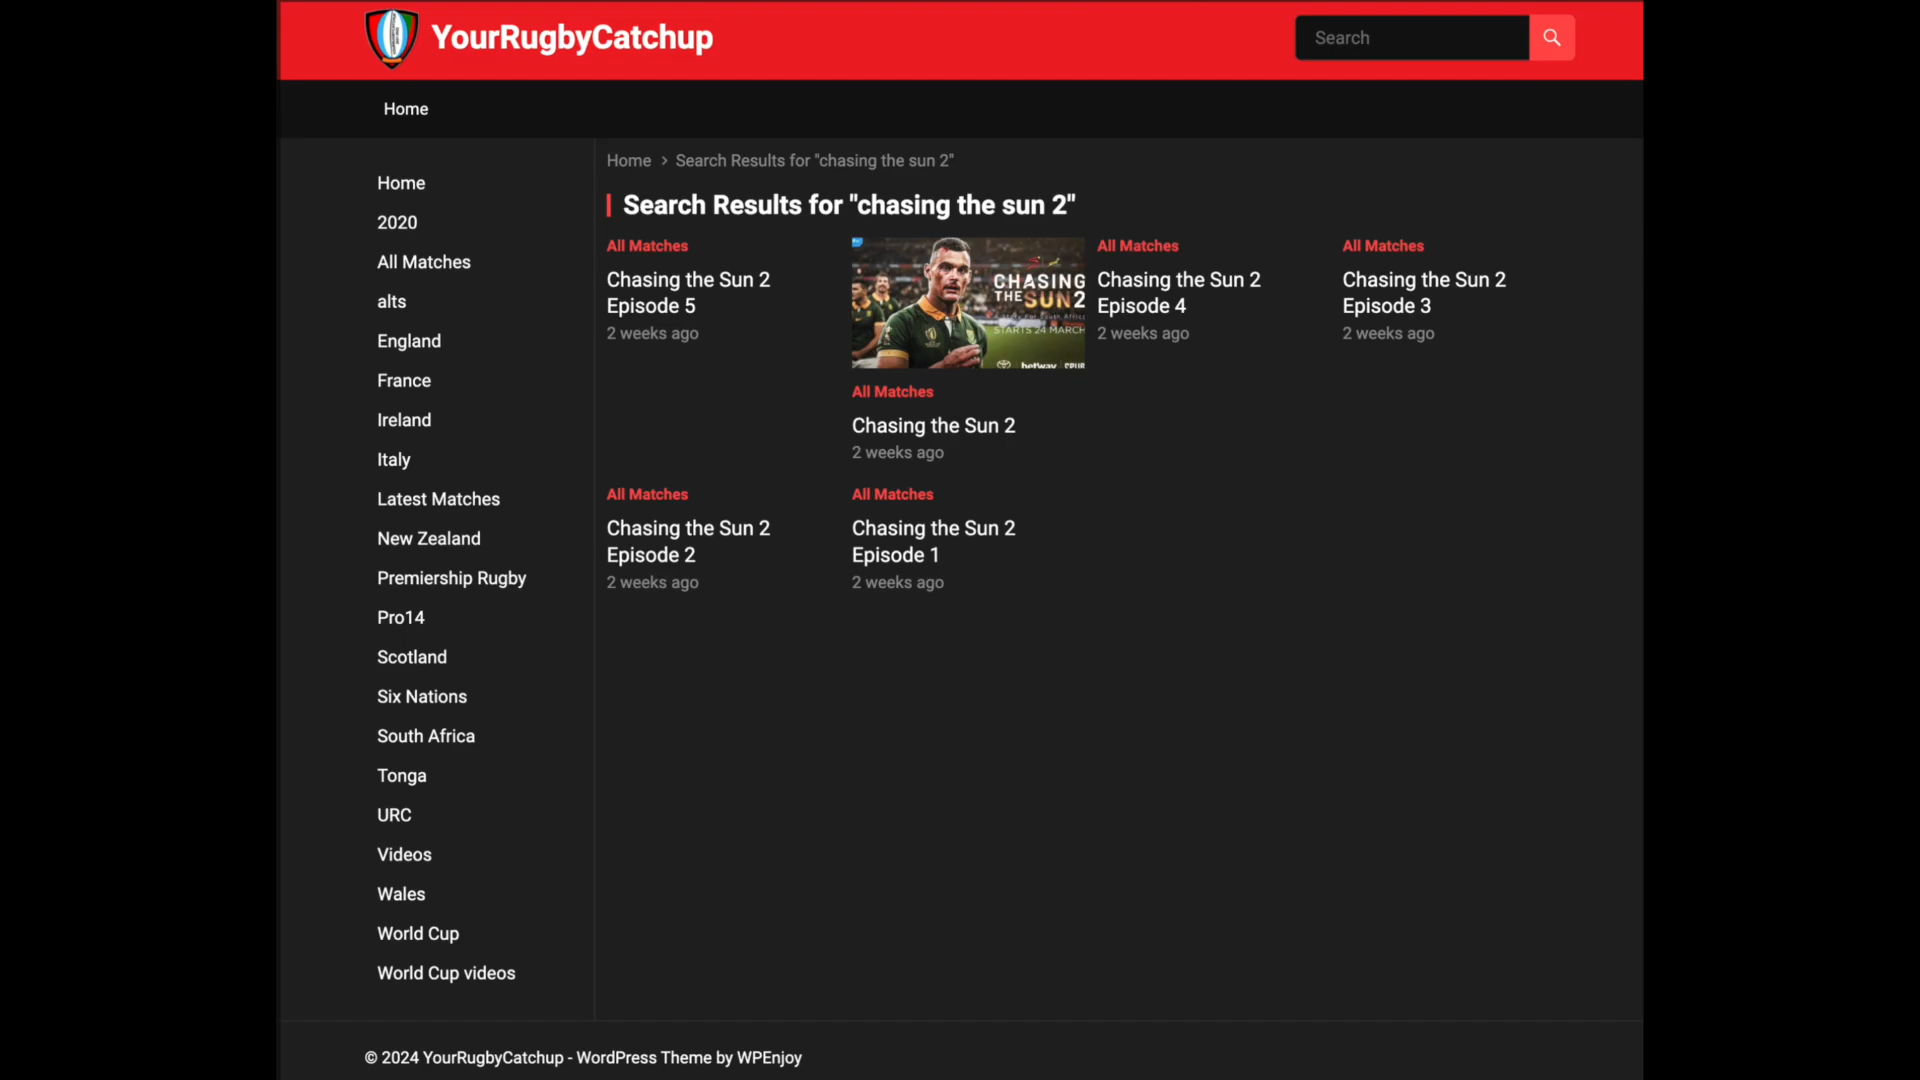 YourRugbyCatchup
Search
Home
Home
2020
All Matches
alts
England
France
Ireland
Italy
Latest Matches
New Zealand
Premiership Rugby
Pro14
Scotland
Six Nations
South Africa
Tonga
URC
Videos
Wales
World Cup
World Cup videos
Home › Search Results for "chasing the sun 2"
Search Results for "chasing the sun 2"
All Matches
Chasing the Sun 2
Episode 5
2 weeks ago
CHASING
THE SUN 2
STARTS 24 MARCH
betway
All Matches
Chasing the Sun 2
2 weeks ago
All Matches
Chasing the Sun 2
Episode 4
2 weeks ago
All Matches
Chasing the Sun 2
Episode 3
2 weeks ago
All Matches
Chasing the Sun 2
Episode 2
2 weeks ago
All Matches
Chasing the Sun 2
Episode 1
2 weeks ago
© 2024 YourRugbyCatchup - WordPress Theme by WPEnjoy